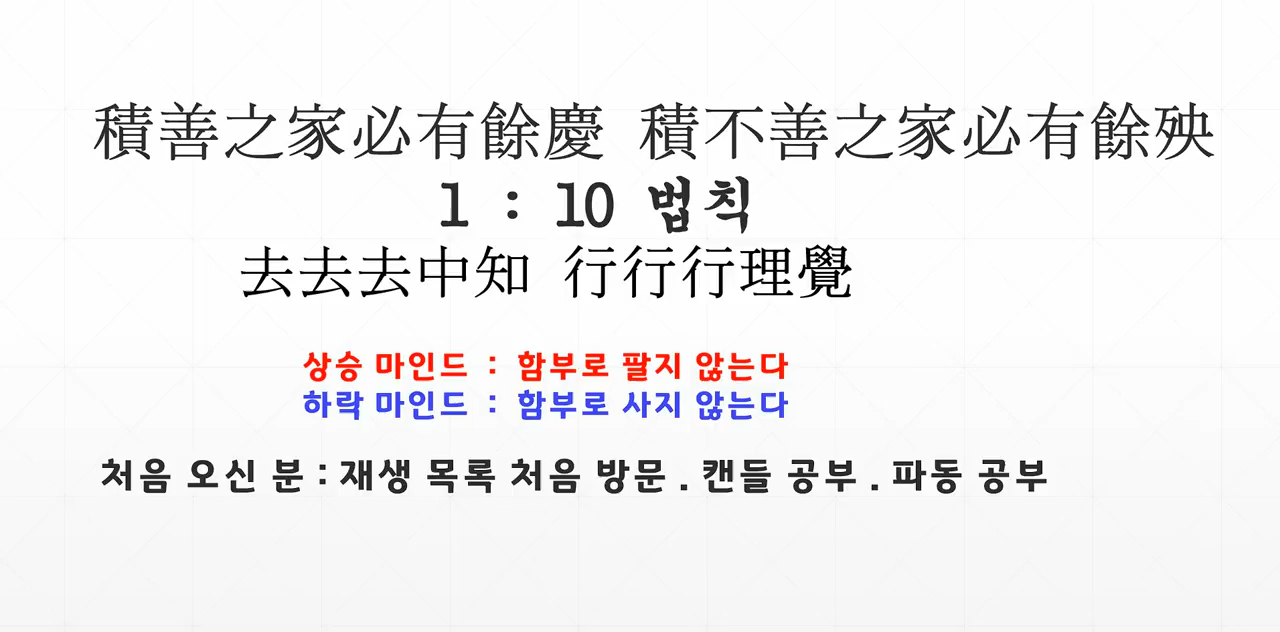 積善之家必有餘慶 積不善之家必有餘殃
1 : 10 법칙
去去去中知 行行行理覺
상승 마인드 : 함부로 팔지 않는다
하락 마인드 : 함부로 사지 않는다
처음 오신 분 : 재생 목록 처음 방문 . 캔들 공부 . 파동 공부